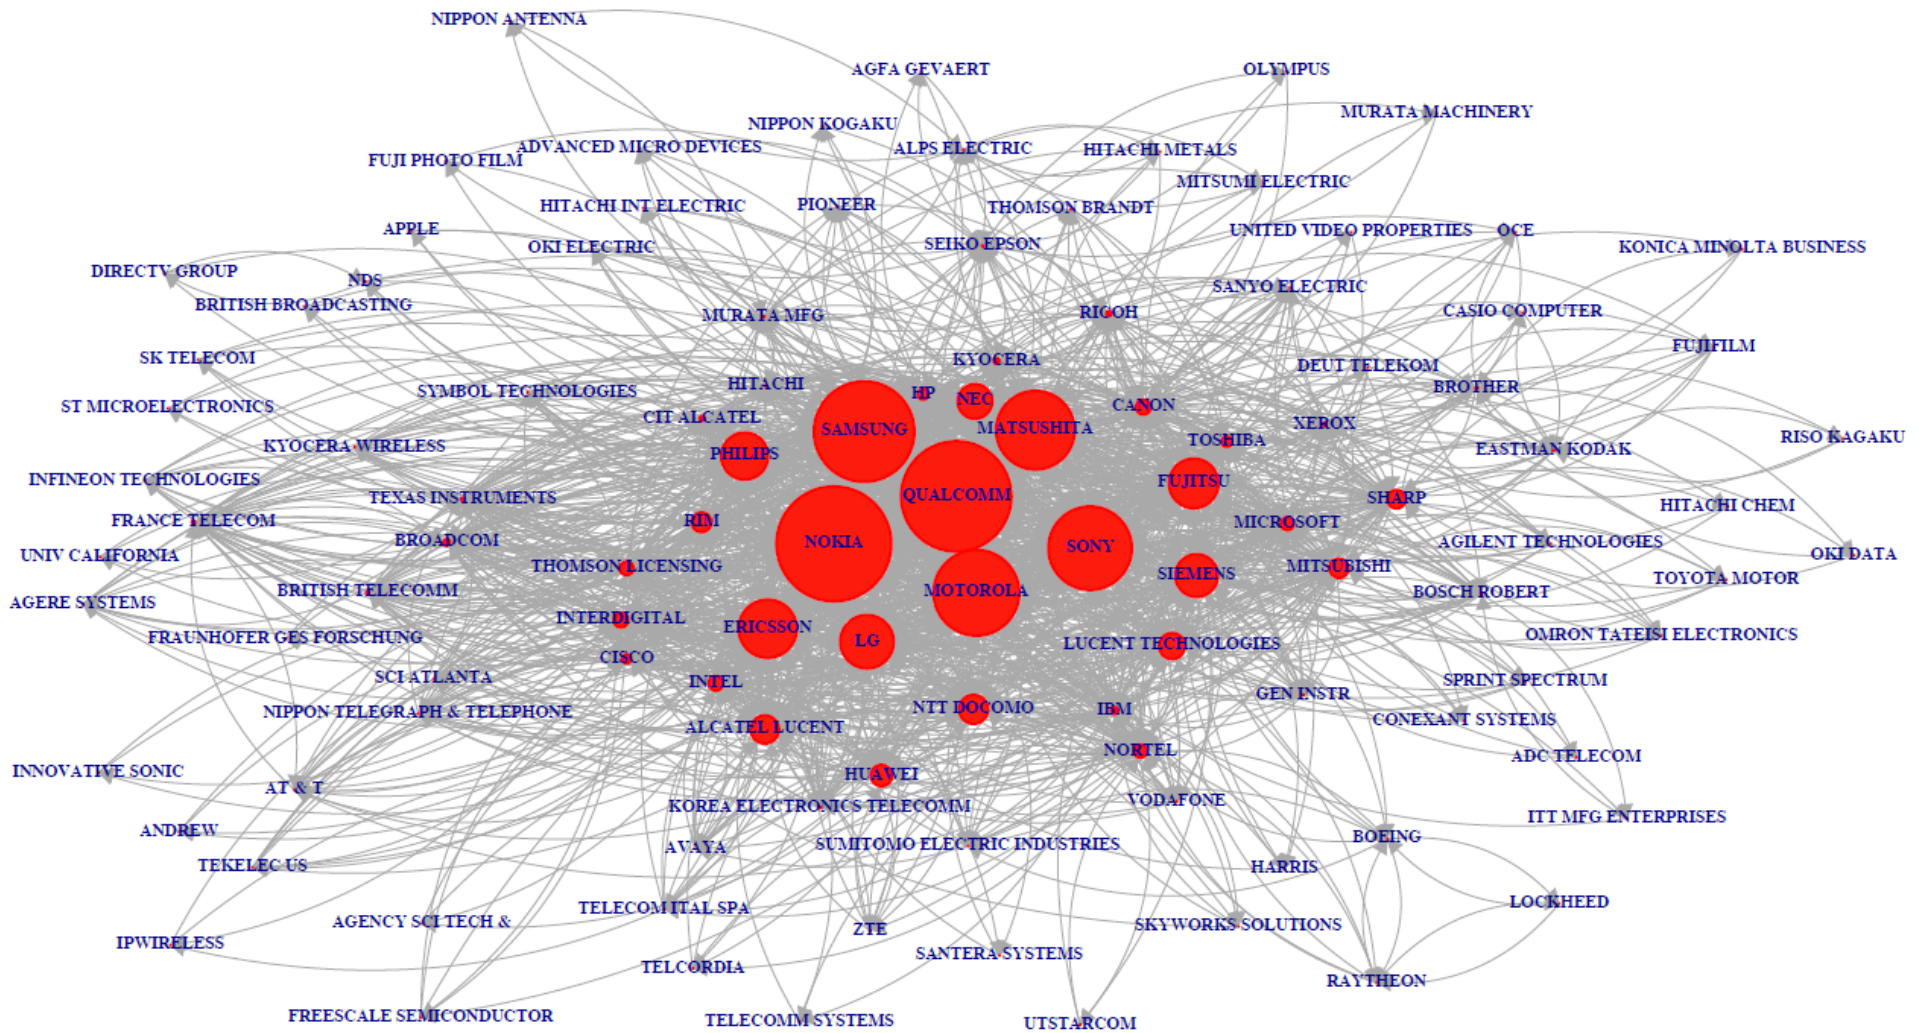 NIPPON ANTENNA
AGFA GEVAERT
OLYMPUS
MURATA MACHINERY
NIPPON KOGAKU
ADVANCED MICRO DEVICES
ALPS ELECTRIC
HITACHI METALS
FUJI PHOTO FILM
MITSUMI ELECTRIC
HITACHI INT ELECTRIC
PIONEER
THOMSON BRANDT
APPLE
OKI ELECTRIC
SEIKO EPSON
UNITED VIDEO PROPERTIES
OCE
KONICA MINOLTA BUSINESS
DIRECTV GROUP
NDS
SANYO ELECTRIC
BRITISH BROADCASTING
MURATA MFG
RICOH
CASIO COMPUTER
SK TELECOM
KYOCERA
DEUT TELEKOM
FUJIFILM
SYMBOL TECHNOLOGIES
HITACHI
HP
NEC
BROTHER
ST MICROELECTRONICS
CIT ALCATEL
CANON
SAMSUNG
MATSUSHITA
XEROX
KYOCERA WIRELESS
PHILIPS
TOSHIBA
EASTMAN KODAK
RISO KAGAKU
INFINEON TECHNOLOGIES
TEXAS INSTRUMENTS
QUALCOMM
FUJITSU
SHARP
HITACHI CHEM
FRANCE TELECOM
RIM
MICROSOFT
UNIV CALIFORNIA
BROADCOM
NOKIA
SONY
AGILENT TECHNOLOGIES
OKI DATA
THOMSON LICENSING
SIEMENS
MITSUBISHI
TOYOTA MOTOR
AGERE SYSTEMS
BRITISH TELECOMM
MOTOROLA
BOSCH ROBERT
FRAUNHOFER GES FORSCHUNG
INTERDIGITAL
ERICSSON
LG
LUCENT TECHNOLOGIES
OMRON TATEISI ELECTRONICS
CISCO
SCI ATLANTA
INTEL
GEN INSTR
SPRINT SPECTRUM
NIPPON TELEGRAPH & TELEPHONE
NTT DOCOMO
IBM
CONEXANT SYSTEMS
ALCATEL LUCENT
NORTEL
ADC TELECOM
INNOVATIVE SONIC
AT & T
HUAWEI
KOREA ELECTRONICS TELECOMM
VODAFONE
ITT MFG ENTERPRISES
ANDREW
AVAYA
SUMITOMO ELECTRIC INDUSTRIES
BOEING
TEKELEC US
HARRIS
TELECOM ITAL SPA
LOCKHEED
AGENCY SCI TECH &
ZTE
SKYWORKS SOLUTIONS
IPWIRELESS
SANTERA SYSTEMS
TELCORDIA
RAYTHEON
FREESCALE SEMICONDUCTOR
TELECOMM SYSTEMS
UTSTARCOM